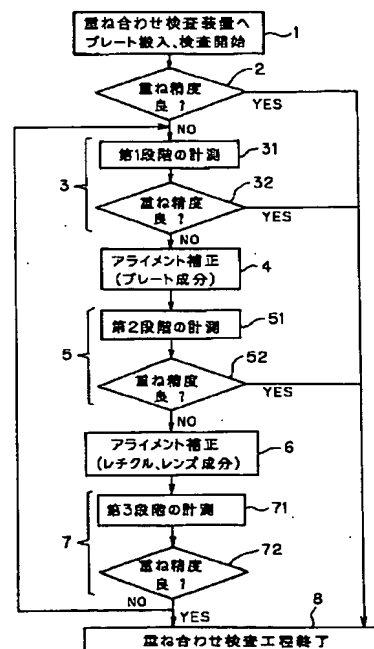 重ね合わせ検査装置へ
プレート搬入、検査開始
1
2
重ね精度
良?
YES
NO
第1段階の計測
31
3
32
重ね精度
良?
YES
NO
アライメント補正
(プレート成分)
4
第2段階の計測
51
5
52
重ね精度
良?
YES
NO
アライメント補正
(レチクル、レンズ成分)
6
第3段階の計測
71
7
72
重ね精度
良?
NO
YES
8
重ね合わせ検査工程終了